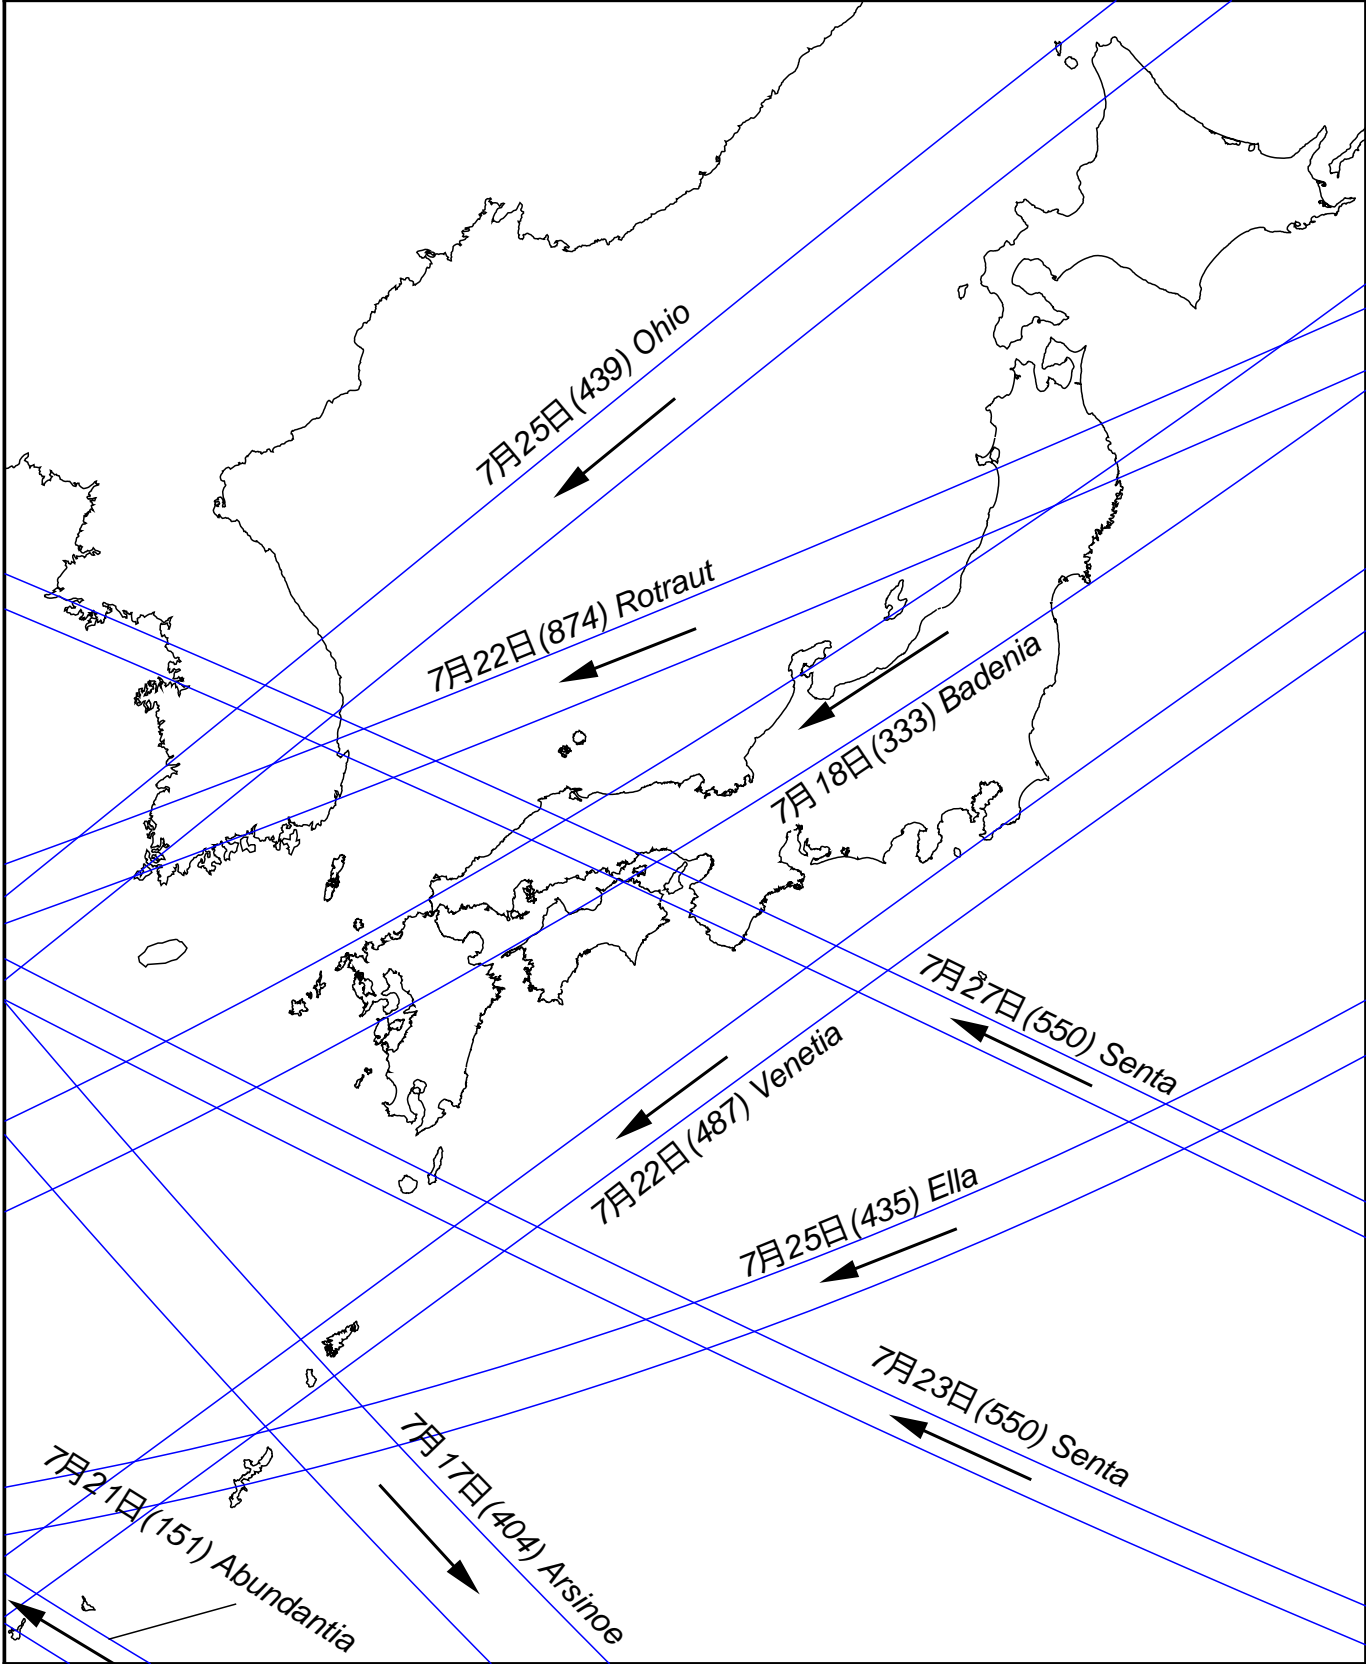 7月25日(439) Ohio
7月22日(874) Rotraut
7月18日(333) Badenia
7月27日(550) Senta
7月22日(487) Venetia
7月25日(435) Ella
7月23日(550) Senta
7月17日(404) Arsinoe
7月21日(151) Abundantia